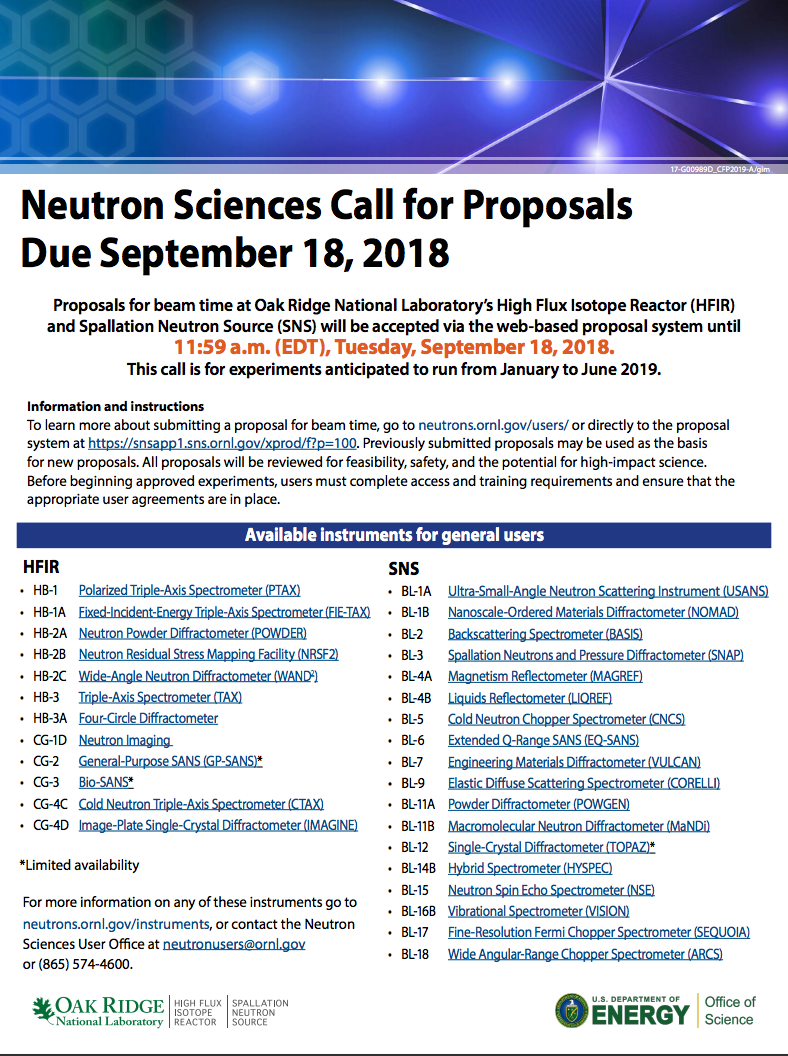 17-G00989D_CFP2019-A/gim
Neutron Sciences Call for Proposals
Due September 18, 2018
Proposals for beam time at Oak Ridge National Laboratory's High Flux Isotope Reactor (HFIR)
and Spallation Neutron Source (SNS) will be accepted via the web-based proposal system until
11:59 a.m. (EDT), Tuesday, September 18, 2018.
This call is for experiments anticipated to run from January to June 2019.
Information and instructions
To learn more about submitting a proposal for beam time, go to neutrons.ornl.gov/users/ or directly to the proposal
system at https://snsapp1.sns.ornl.gov/xprod/f?p=100. Previously submitted proposals may be used as the basis
for new proposals. All proposals will be reviewed for feasibility, safety, and the potential for high-impact science.
Before beginning approved experiments, users must complete access and training requirements and ensure that the
appropriate user agreements are in place.
Available instruments for general users
HFIR
• HB-1 Polarized Triple-Axis Spectrometer (PTAX)
• HB-1A Fixed-Incident-Energy Triple-Axis Spectrometer (FIE-TAX)
• HB-2A Neutron Powder Diffractometer (POWDER)
• HB-2B Neutron Residual Stress Mapping Facility (NRSF2)
• HB-2C Wide-Angle Neutron Diffractometer (WAND²)
• HB-3 Triple-Axis Spectrometer (TAX)
• HB-3A Four-Circle Diffractometer
• CG-1D Neutron Imaging
• CG-2 General-Purpose SANS (GP-SANS)*
• CG-3 Bio-SANS*
• CG-4C Cold Neutron Triple-Axis Spectrometer (CTAX)
• CG-4D Image-Plate Single-Crystal Diffractometer (IMAGINE)
*Limited availability
For more information on any of these instruments go to
neutrons.ornl.gov/instruments, or contact the Neutron
Sciences User Office at neutronusers@ornl.gov
or (865) 574-4600.
SNS
• BL-1A Ultra-Small-Angle Neutron Scattering Instrument (USANS)
• BL-1B Nanoscale-Ordered Materials Diffractometer (NOMAD)
• BL-2 Backscattering Spectrometer (BASIS)
• BL-3 Spallation Neutrons and Pressure Diffractometer (SNAP)
• BL-4A Magnetism Reflectometer (MAGREF)
• BL-4B Liquids Reflectometer (LIQREF)
• BL-5 Cold Neutron Chopper Spectrometer (CNCS)
• BL-6 Extended Q-Range SANS (EQ-SANS)
• BL-7 Engineering Materials Diffractometer (VULCAN)
• BL-9 Elastic Diffuse Scattering Spectrometer (CORELLI)
• BL-11A Powder Diffractometer (POWGEN)
• BL-11B Macromolecular Neutron Diffractometer (MaNDi)
• BL-12 Single-Crystal Diffractometer (TOPAZ)*
• BL-14B Hybrid Spectrometer (HYSPEC)
• BL-15 Neutron Spin Echo Spectrometer (NSE)
• BL-16B Vibrational Spectrometer (VISION)
• BL-17 Fine-Resolution Fermi Chopper Spectrometer (SEQUOIA)
• BL-18 Wide Angular-Range Chopper Spectrometer (ARCS)
OAK RIDGE
National Laboratory
HIGH FLUX
ISOTOPE
REACTOR
SPALLATION
NEUTRON
SOURCE
U.S. DEPARTMENT OF
ENERGY
Office of
Science